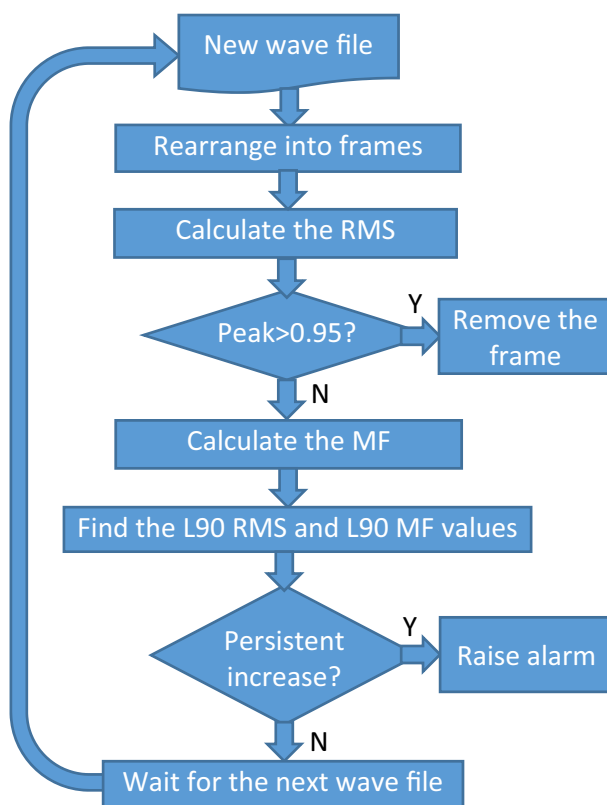 New wave file
Rearrange into frames
Calculate the RMS
Peak>0.95?
Y
Remove the
frame
N
Calculate the MF
Find the L90 RMS and L90 MF values
Persistent
increase?
Y
Raise alarm
N
Wait for the next wave file